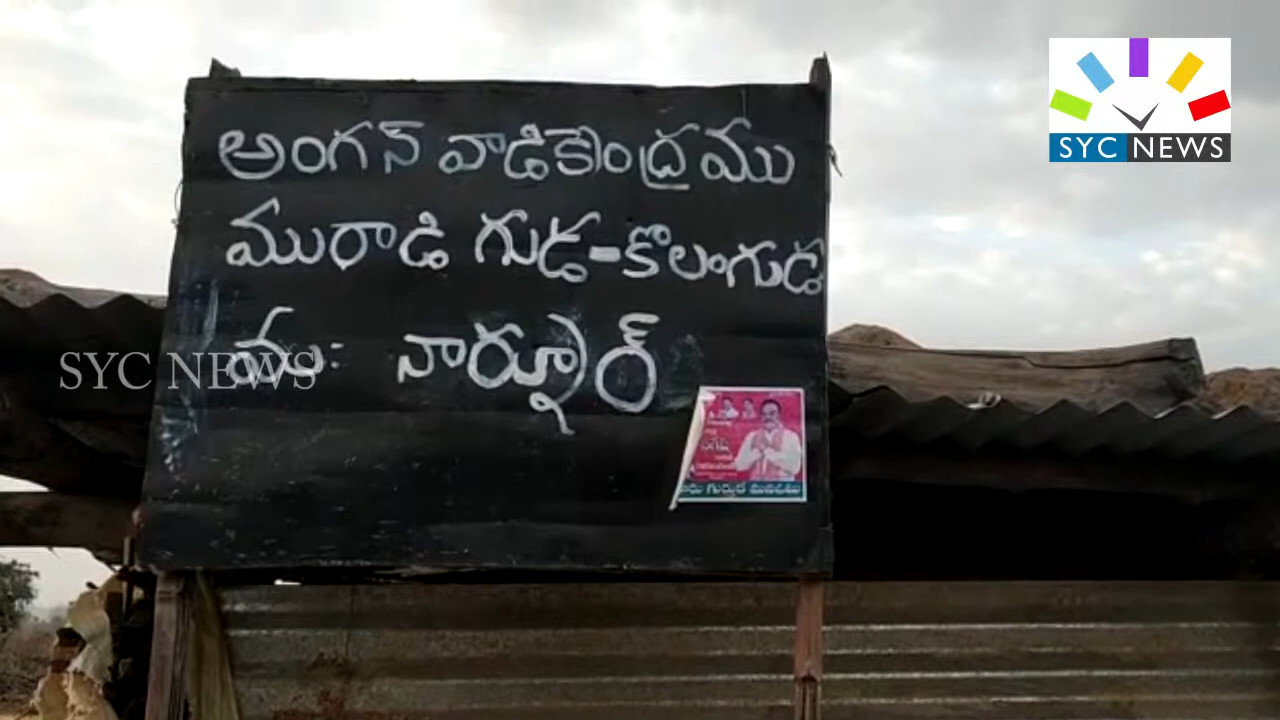 SYC NEWS
అంగన్ వాడికేంద్రము
మురాడి గుడ-కొలంగుడ
మ: నార్నూర్
SYC NEWS